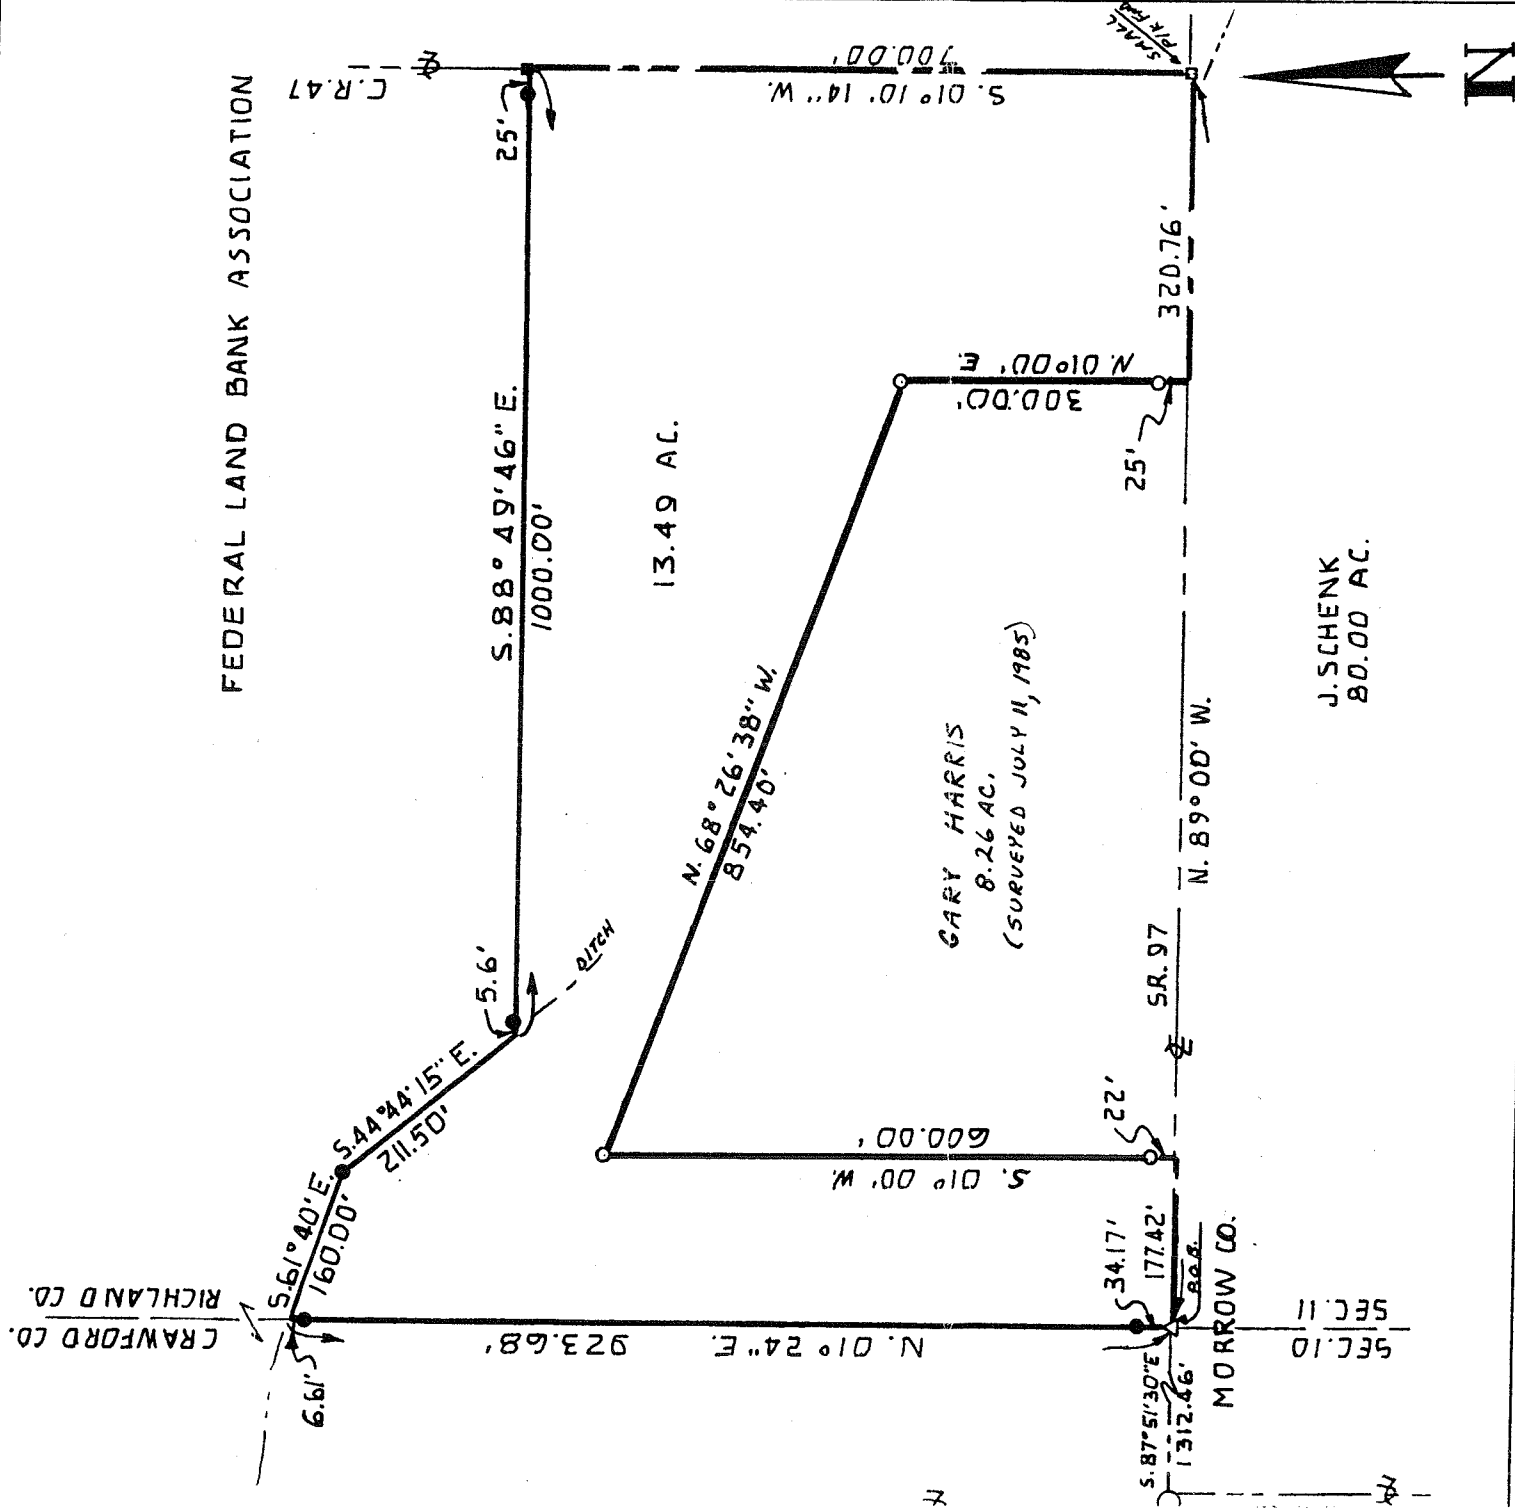 FEDERAL LAND BANK ASSOCIATION
C.R.47
SMALL
P/K FND
25'
S. 01° 10' 14" W.
700.00'
N
S.88° 49'46" E.
1000.00'
13.49 AC.
320.76'
N. 01°00' E.
300.00'
25'
N. 68° 26' 38" W.
854.40'
GARY HARRIS
8.26 AC.
(SURVEYED JULY 11, 1985)
J. SCHENK
80.00 AC.
N. 89°00' W.
SR. 97
5.6'
DITCH
S.44°44'15" E.
211.50'
S.61°40'E.
160.00'
RICHLAND CO.
CRAWFORD CO.
6.61'
N. 01° 24" E.
923.68'
S. 01° 00' W.
600.00'
22'
34.17'
177.42'
P.O.B.
MORROW CO.
SEC. 11
SEC. 10
S.87°51'30"E
1312.46'